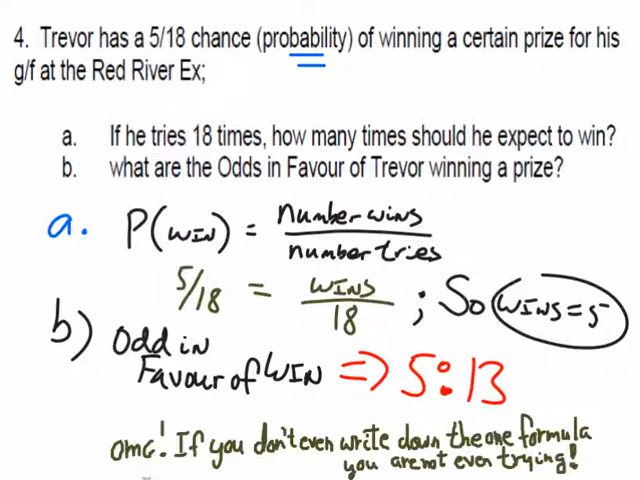 4. Trevor has a 5/18 chance (probability) of winning a certain prize for his
g/f at the Red River Ex;
a. If he tries 18 times, how many times should he expect to win?
b. what are the Odds in Favour of Trevor winning a prize?
a. P(WIN) = number wins / number tries
5/18 = WINS / 18 ; So WINS = 5
b) Odd in
Favour of WIN => 5:13
omG! If you don't even write down the one formula
you are not even trying!